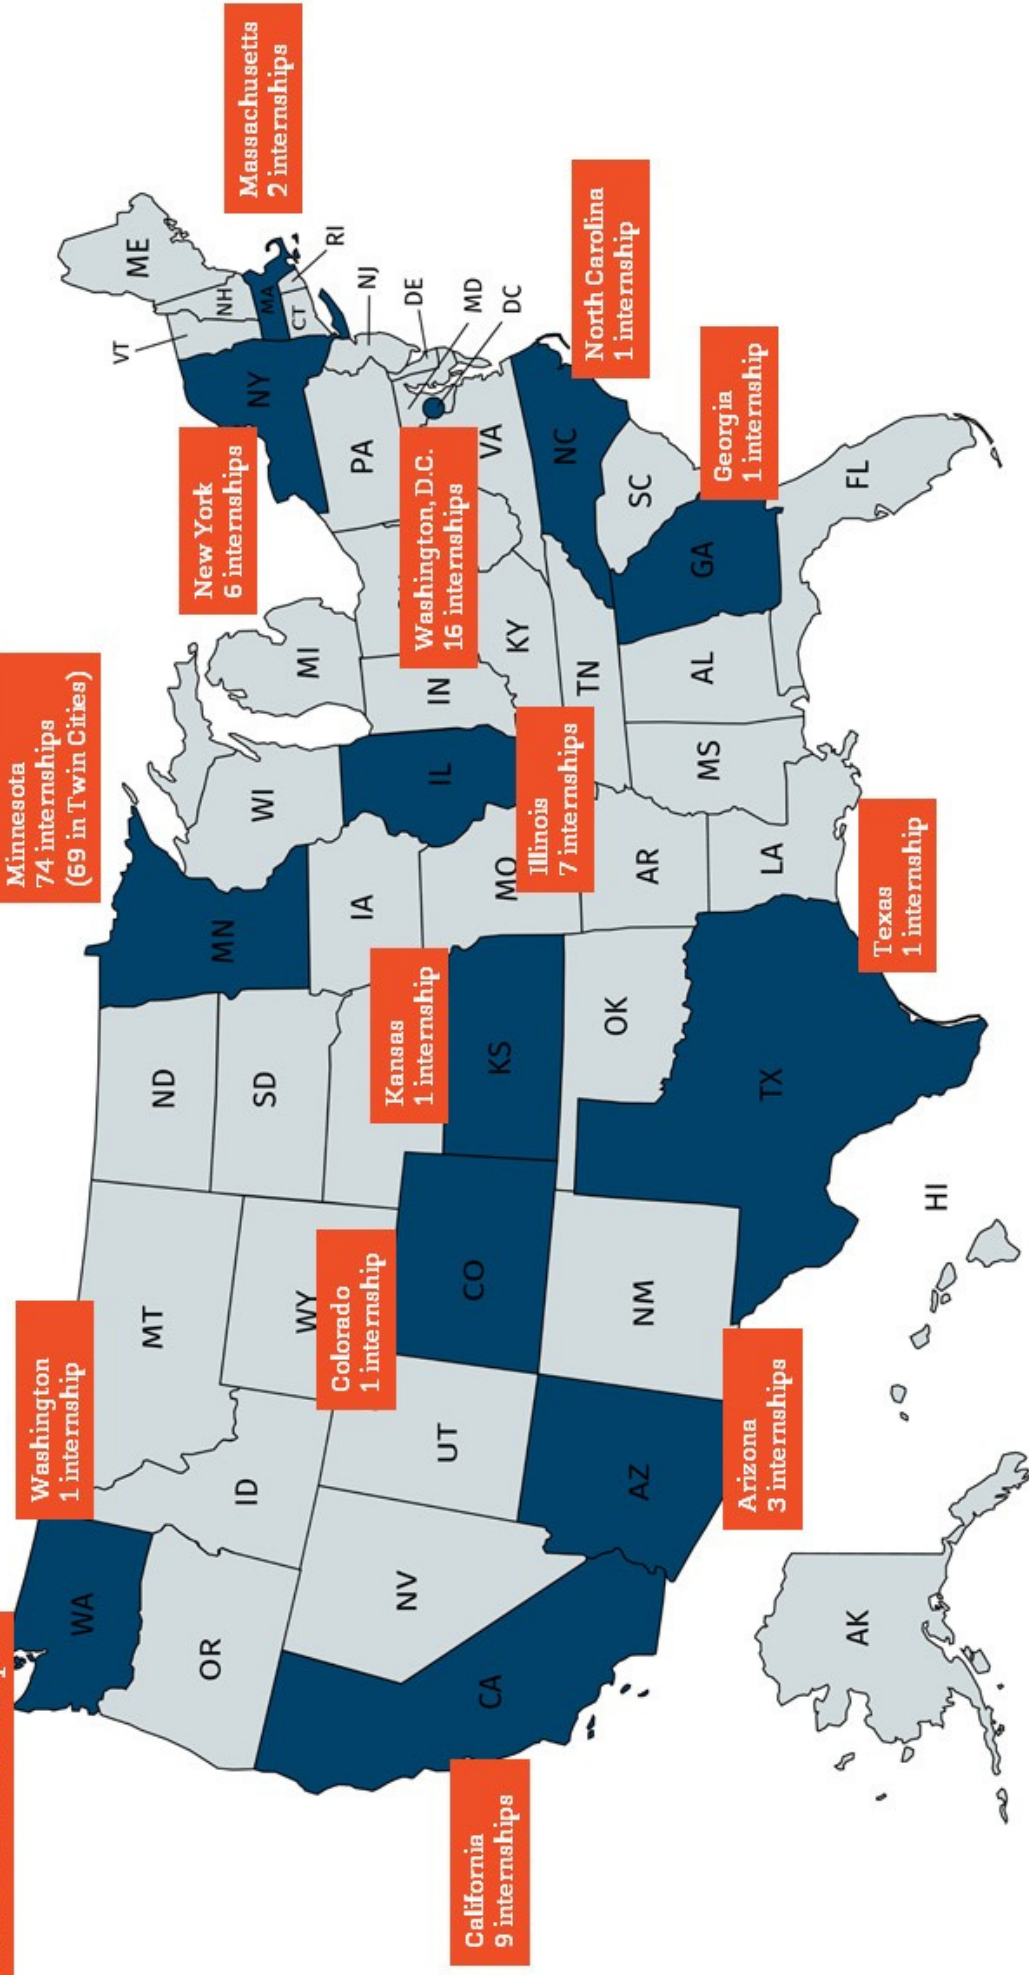 Minnesota
74 internships
(69 in Twin Cities)
Washington
1 internship
Massachusetts
2 internships
New York
6 internships
Colorado
1 internship
Kansas
1 internship
Washington, D.C.
16 internships
North Carolina
1 internship
Illinois
7 internships
Georgia
1 internship
California
9 internships
Arizona
3 internships
Texas
1 internship
WA
OR
CA
NV
ID
MT
WY
UT
AZ
CO
NM
ND
SD
KS
OK
TX
MN
IA
MO
AR
LA
WI
IL
MI
IN
KY
TN
MS
AL
GA
FL
SC
NC
VA
PA
NY
VT
NH
ME
MA
CT
RI
NJ
DE
MD
DC
AK
HI